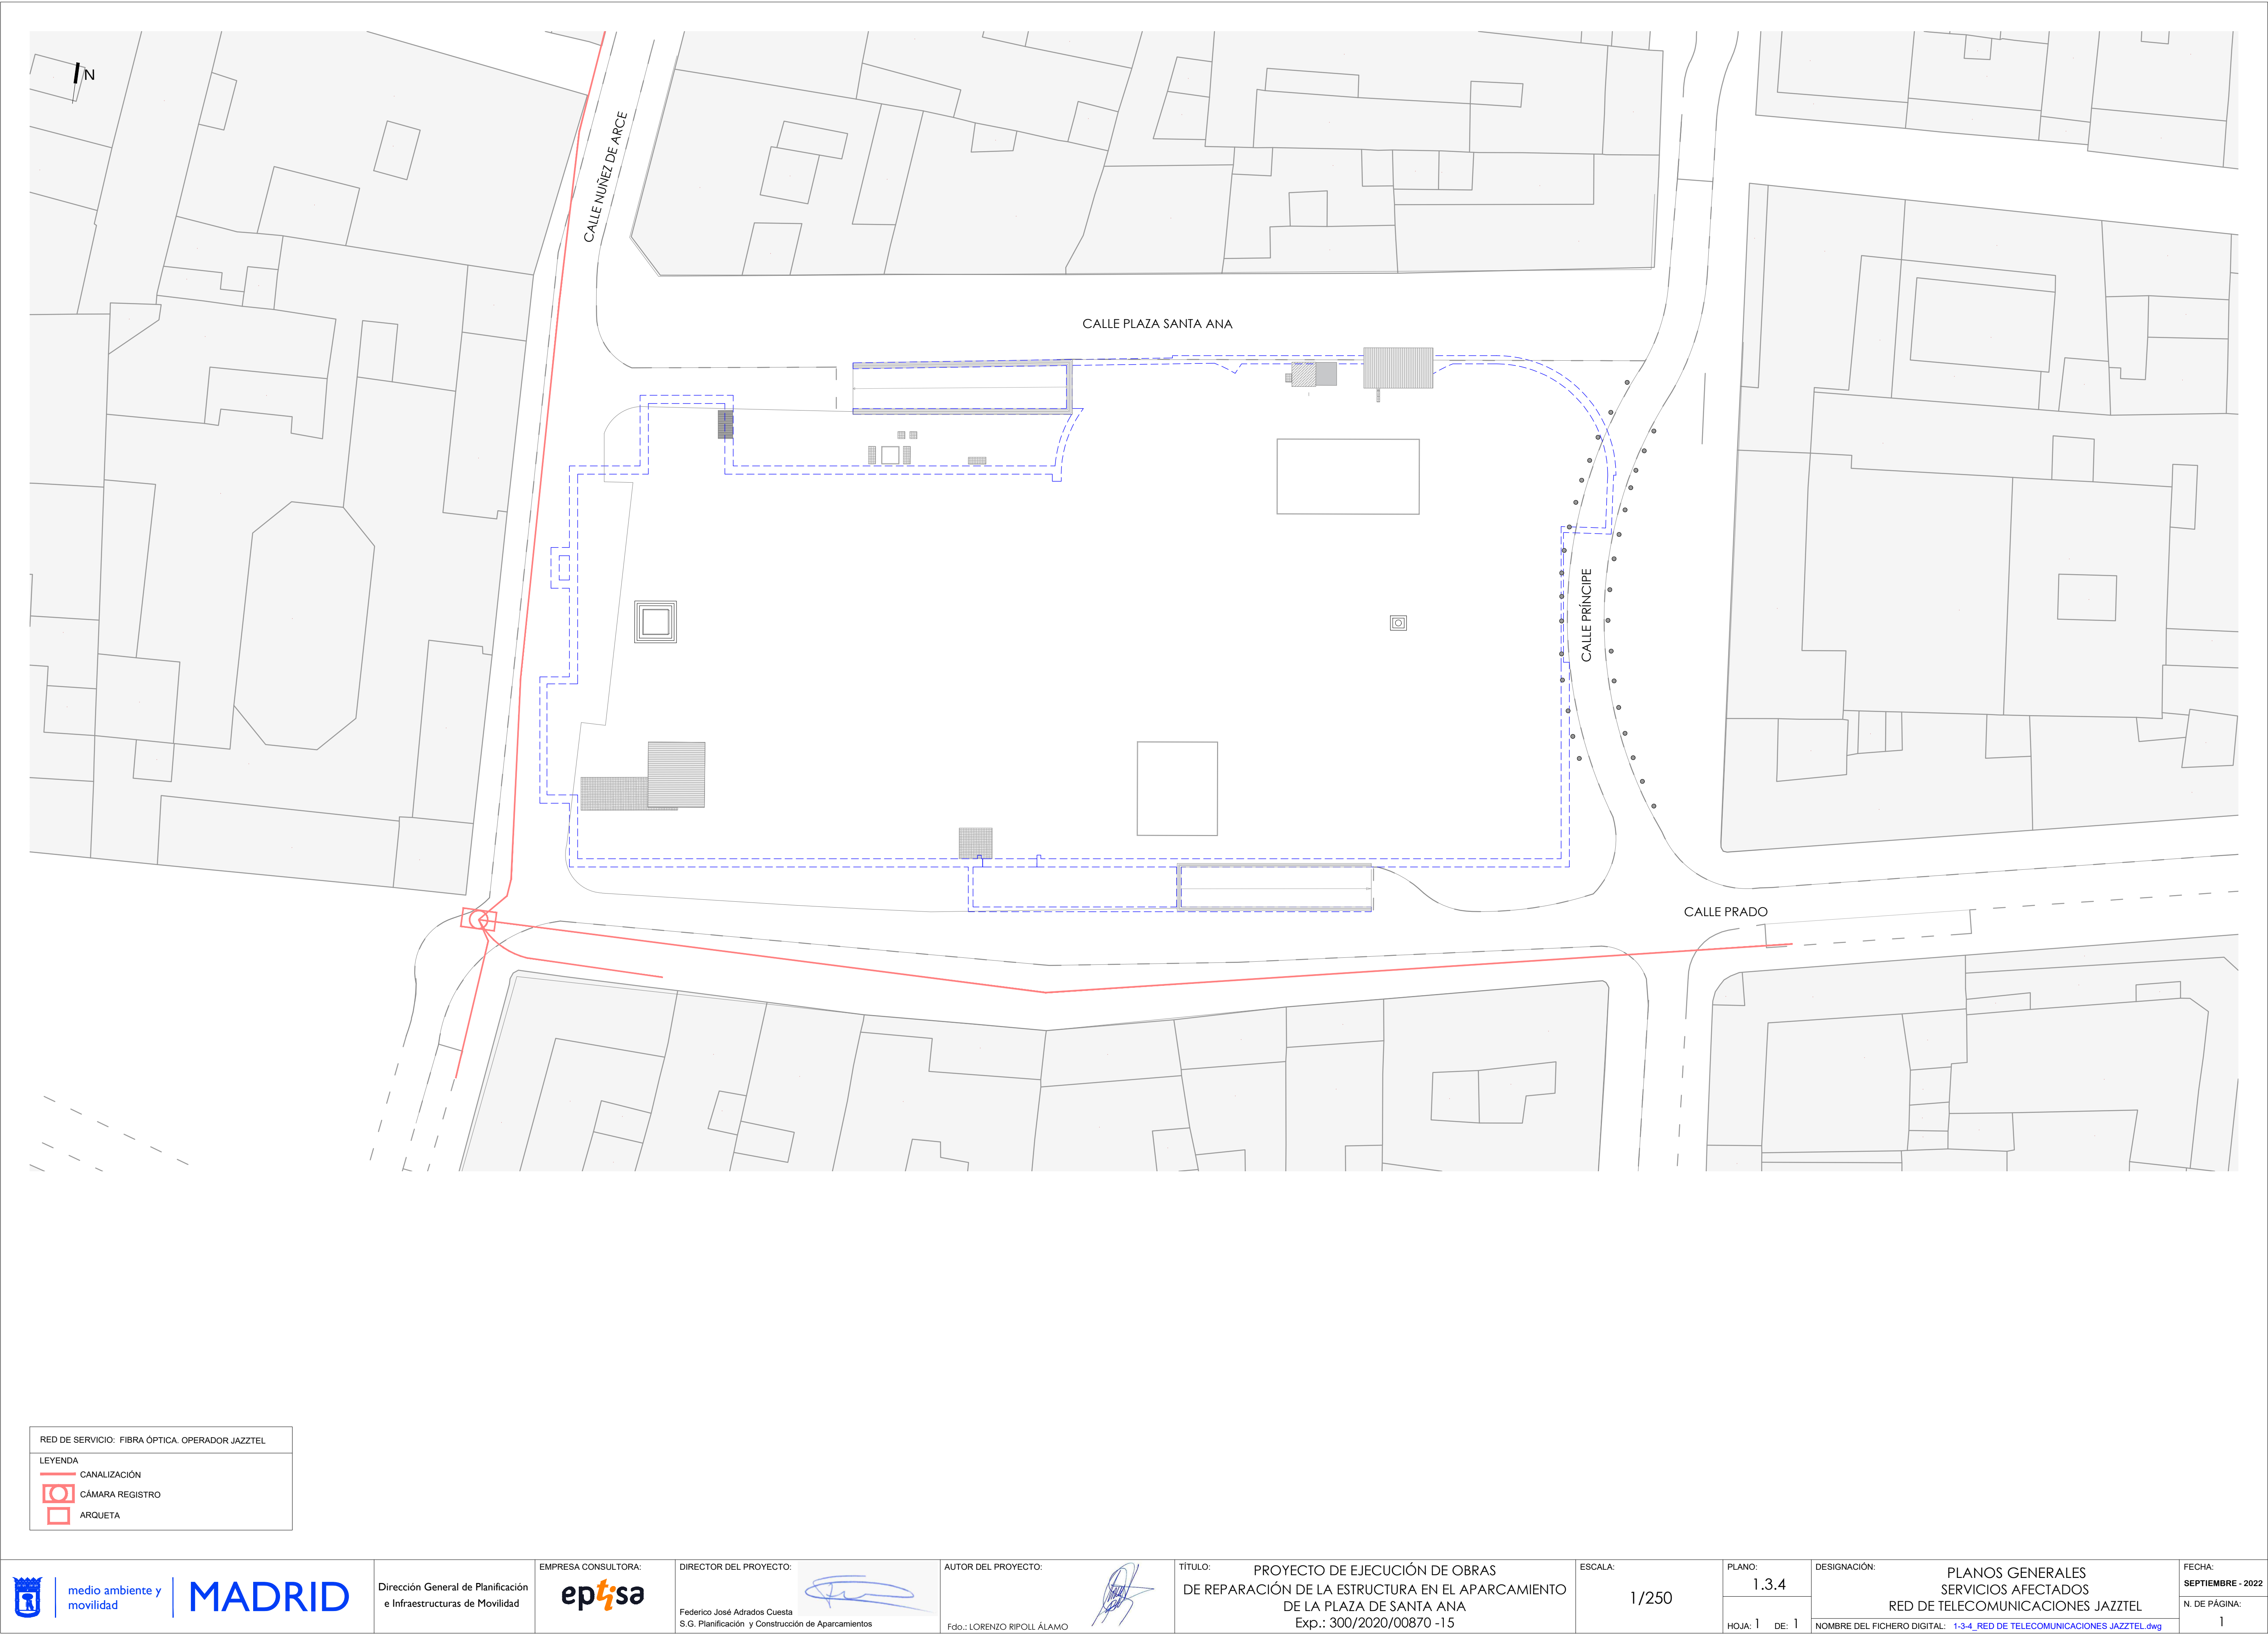 N
CALLE NUÑEZ DE ARCE
CALLE PLAZA SANTA ANA
CALLE PRÍNCIPE
CALLE PRADO
RED DE SERVICIO: FIBRA ÓPTICA. OPERADOR JAZZTEL
LEYENDA
CANALIZACIÓN
CÁMARA REGISTRO
ARQUETA
medio ambiente y
movilidad
MADRID
Dirección General de Planificación
e Infraestructuras de Movilidad
EMPRESA CONSULTORA:
eptisa
DIRECTOR DEL PROYECTO:
Federico José Adrados Cuesta
S.G. Planificación y Construcción de Aparcamientos
AUTOR DEL PROYECTO:
Fdo.: LORENZO RIPOLL ÁLAMO
TÍTULO:
PROYECTO DE EJECUCIÓN DE OBRAS
DE REPARACIÓN DE LA ESTRUCTURA EN EL APARCAMIENTO
DE LA PLAZA DE SANTA ANA
Exp.: 300/2020/00870 -15
ESCALA:
1/250
PLANO:
1.3.4
HOJA: 1 DE: 1
DESIGNACIÓN:
PLANOS GENERALES
SERVICIOS AFECTADOS
RED DE TELECOMUNICACIONES JAZZTEL
NOMBRE DEL FICHERO DIGITAL: 1-3-4_RED DE TELECOMUNICACIONES JAZZTEL.dwg
FECHA:
SEPTIEMBRE - 2022
N. DE PÁGINA:
1